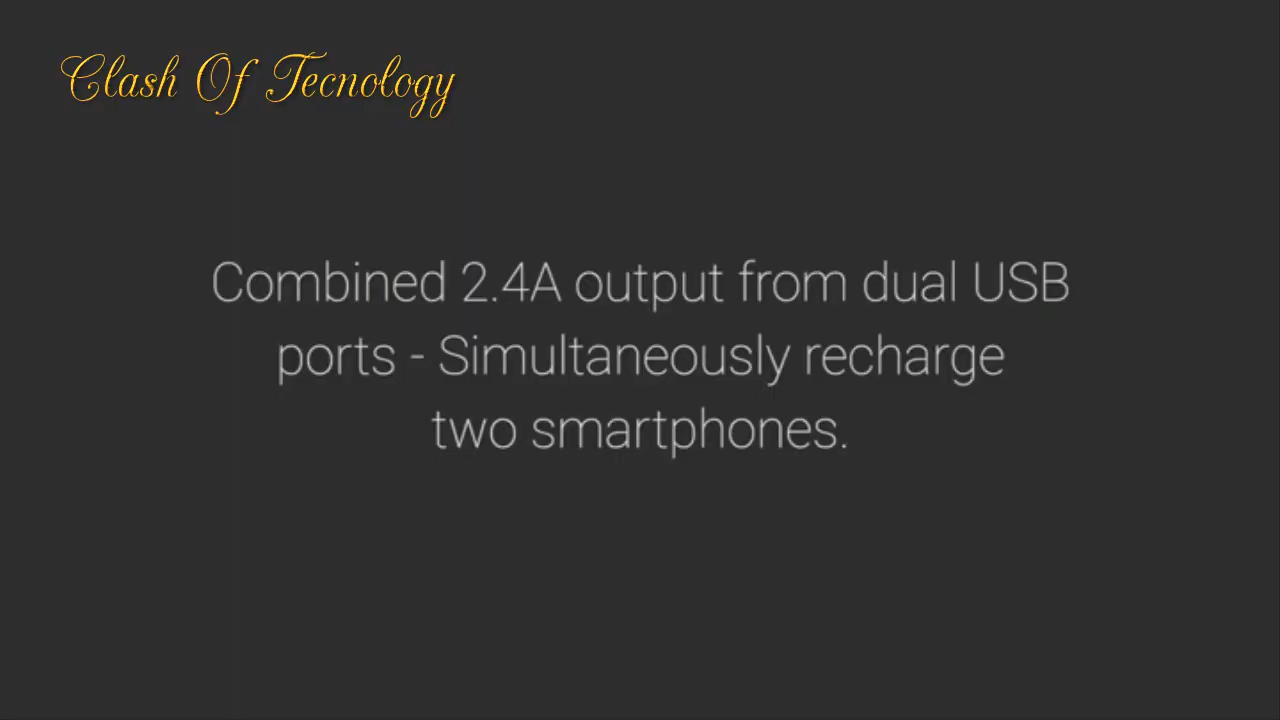 Clash Of Tecnology
Combined 2.4A output from dual USB
ports - Simultaneously recharge
two smartphones.